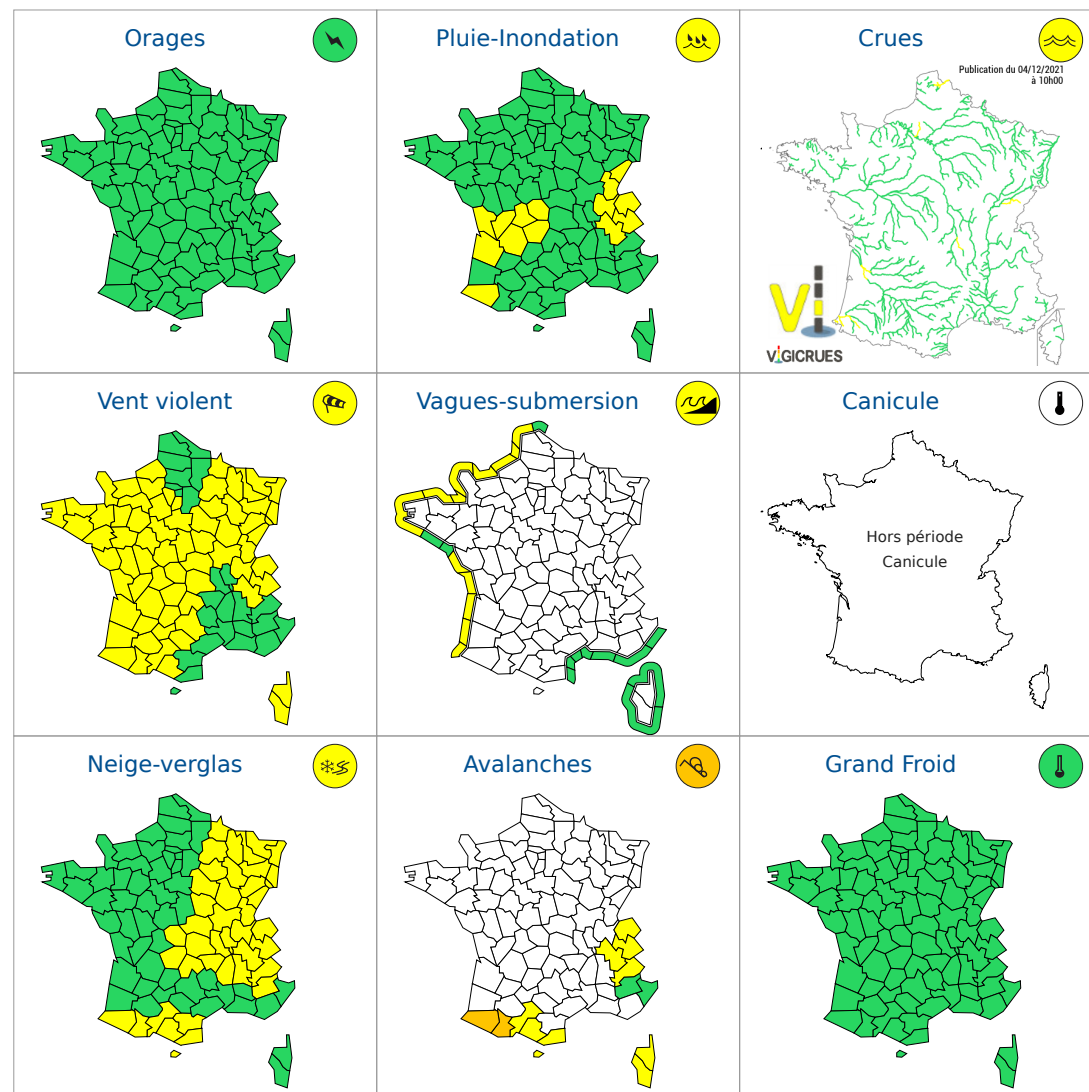 Orages
Pluie-Inondation
Crues
Publication du 04/12/2021
à 10h00
Vi
VIGICRUES
Vent violent
Vagues-submersion
Canicule
Hors période
Canicule
Neige-verglas
Avalanches
Grand Froid